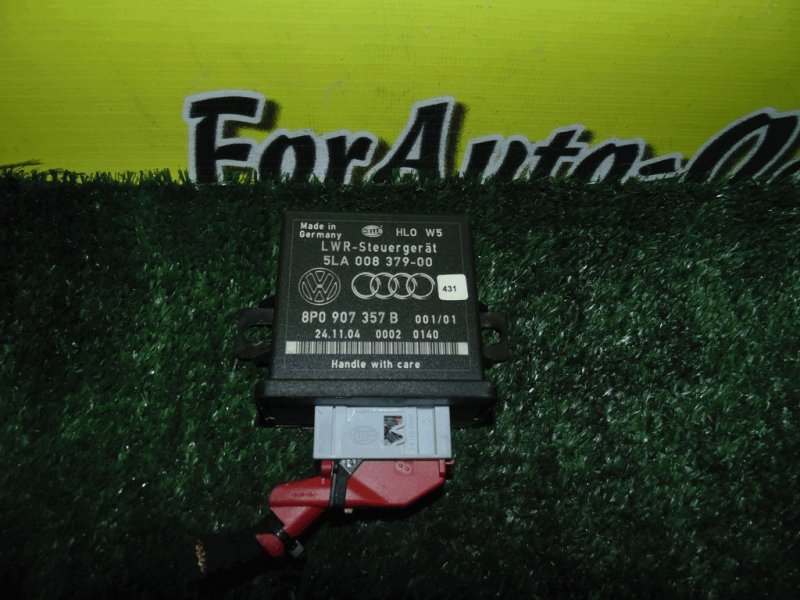 ForAuto-
Made in
Germany
HELLA
HL0 W5
LWR-Steuergerät
5LA 008 379-00
431
8P0 907 357 B 001/01
24.11.04 0002 0140
Handle with care